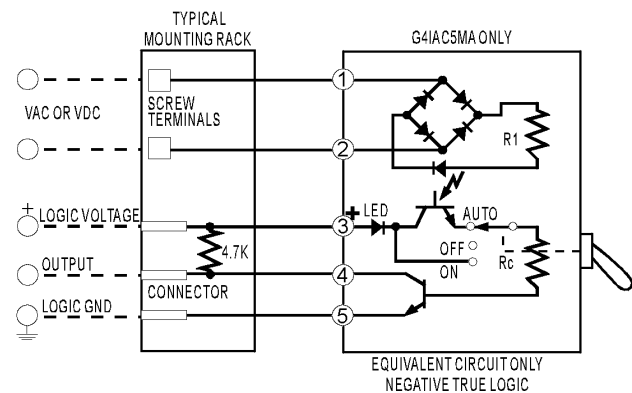 TYPICAL
MOUNTING RACK
G4IAC5MA ONLY
1
SCREW
TERMINALS
VAC OR VDC
R1
2
+
LOGIC VOLTAGE
3
+ LED
AUTO
4.7K
OFF
ON
Rc
OUTPUT
4
CONNECTOR
LOGIC GND
5
EQUIVALENT CIRCUIT ONLY
NEGATIVE TRUE LOGIC